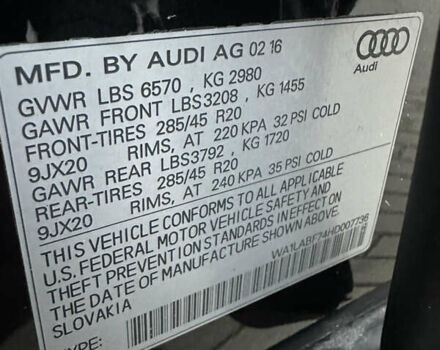 MFD. BY AUDI AG 02 16
Audi
GVWR LBS 6570 , KG 2980
GAWR FRONT LBS3208 , KG 1455
FRONT-TIRES 285/45 R20
9JX20 RIMS, AT 220 KPA 32 PSI COLD
GAWR REAR LBS3792 , KG 1720
REAR-TIRES 285/45 R20
9JX20 RIMS, AT 240 KPA 35 PSI COLD
THIS VEHICLE CONFORMS TO ALL APPLICABLE
U.S. FEDERAL MOTOR VEHICLE SAFETY AND
THEFT PREVENTION STANDARDS IN EFFECT ON
THE DATE OF MANUFACTURE SHOWN ABOVE.
SLOVAKIA
WA1LABF74HD007736
TYPE: